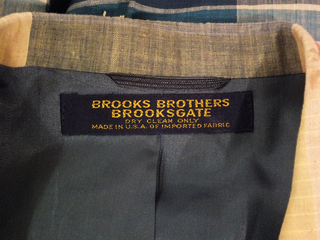 BROOKS BROTHERS
BROOKSGATE
DRY CLEAN ONLY
MADE IN U.S.A. OF IMPORTED FABRIC